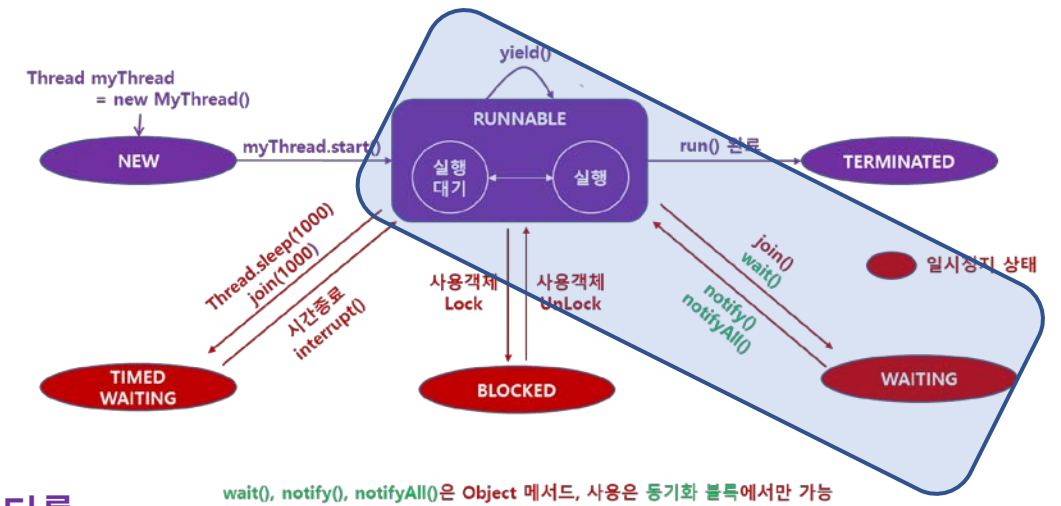 yield()
Thread myThread
= new MyThread()
RUNNABLE
NEW
myThread.start()
실행
대기
실행
run() 완료
TERMINATED
Thread.sleep(1000)
join(1000)
시간종료
interrupt()
사용객체
Lock
사용객체
UnLock
join()
wait()
notify()
notifyAll()
일시정지 상태
TIMED
WAITING
BLOCKED
WAITING
wait(), notify(), notifyAll()은 Object 메서드, 사용은 동기화 블록에서만 가능